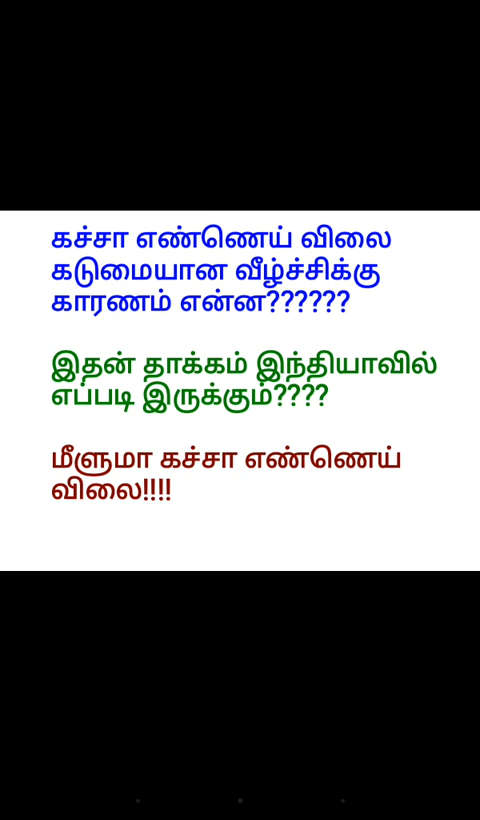 கச்சா எண்ணெய் விலை
கடுமையான வீழ்ச்சிக்கு
காரணம் என்ன??????
இதன் தாக்கம் இந்தியாவில்
எப்படி இருக்கும்????
மீளுமா கச்சா எண்ணெய்
விலை!!!!